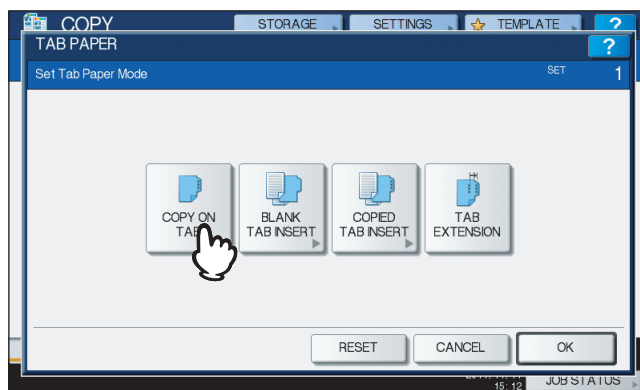 COPY
STORAGE
SETTINGS
TEMPLATE
?
TAB PAPER
?
Set Tab Paper Mode
SET
1
COPY ON
TAB
BLANK
TAB INSERT
COPIED
TAB INSERT
TAB
EXTENSION
RESET
CANCEL
OK
15:12
JOB STATUS